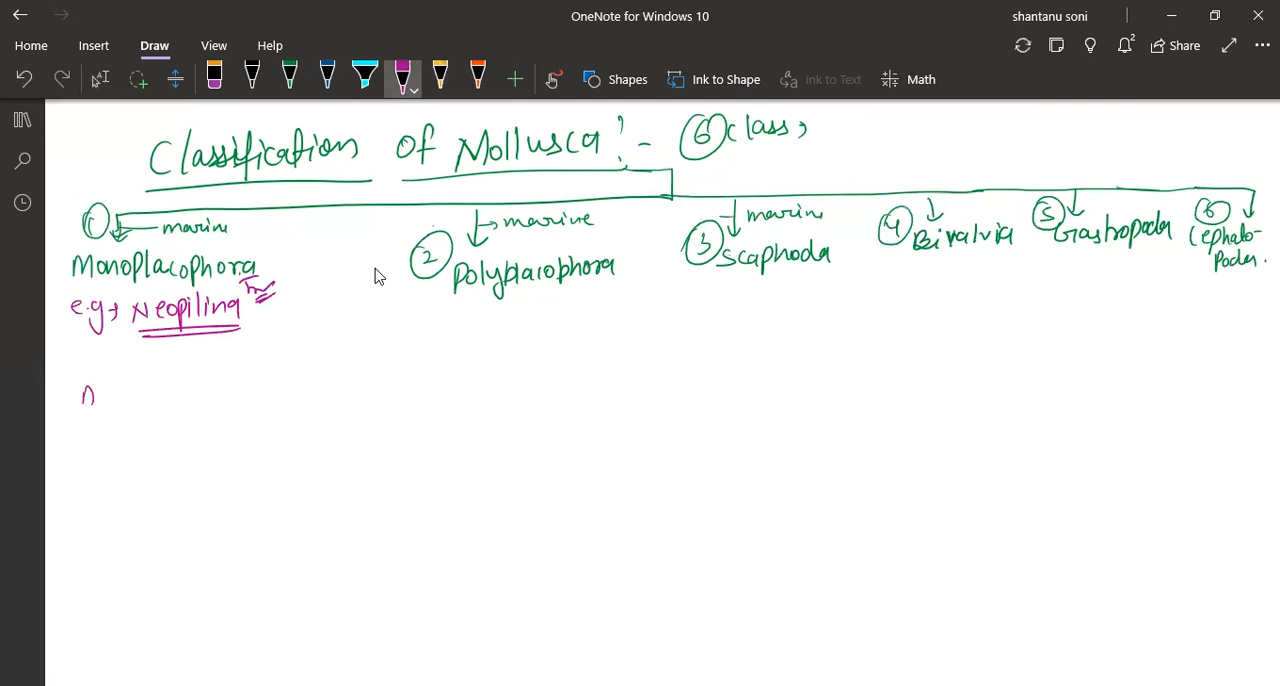 OneNote for Windows 10
shantanu soni
Home Insert Draw View Help
2
Share
Shapes
Ink to Shape
Ink to Text
Math
Classification of Mollusca :- 6 class,
1 marine
Monoplacophora
e.g→ Neopilina
2 → marine
Polyplacophora
3 marine
Scaphoda
4 Bivalvia
5 Gastropoda
6 Cephalo-
Poda.